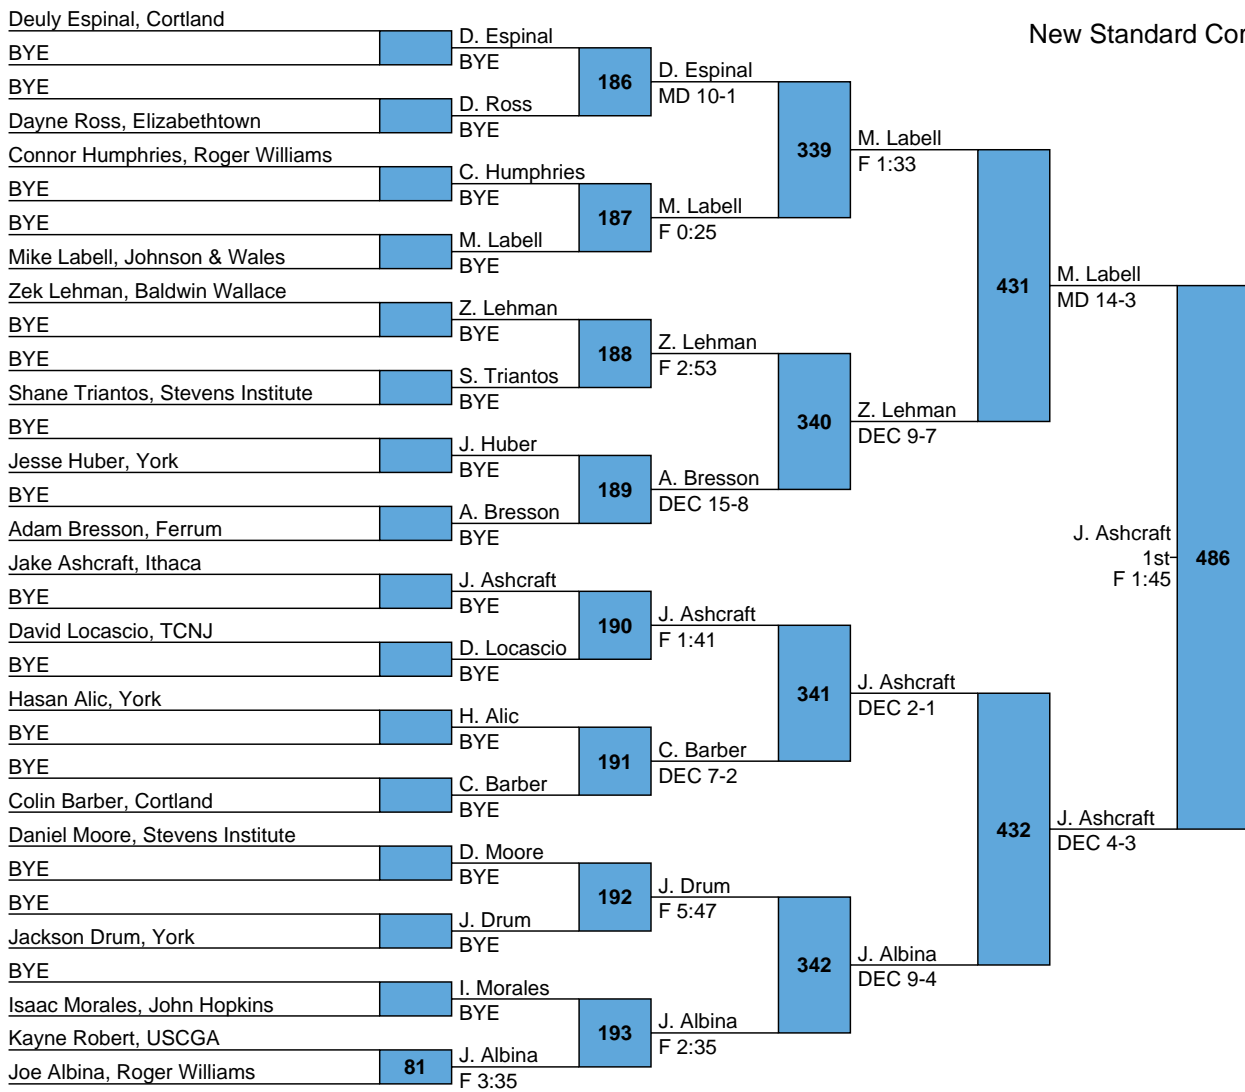 New Standard Cor
Deuly Espinal, Cortland
BYE
BYE
Dayne Ross, Elizabethtown
Connor Humphries, Roger Williams
BYE
BYE
Mike Labell, Johnson & Wales
Zek Lehman, Baldwin Wallace
BYE
BYE
Shane Triantos, Stevens Institute
BYE
Jesse Huber, York
BYE
Adam Bresson, Ferrum
Jake Ashcraft, Ithaca
BYE
David Locascio, TCNJ
BYE
Hasan Alic, York
BYE
BYE
Colin Barber, Cortland
Daniel Moore, Stevens Institute
BYE
BYE
Jackson Drum, York
BYE
Isaac Morales, John Hopkins
Kayne Robert, USCGA
Joe Albina, Roger Williams
81
D. Espinal
BYE
D. Ross
BYE
C. Humphries
BYE
M. Labell
BYE
Z. Lehman
BYE
S. Triantos
BYE
J. Huber
BYE
A. Bresson
BYE
J. Ashcraft
BYE
D. Locascio
BYE
H. Alic
BYE
C. Barber
BYE
D. Moore
BYE
J. Drum
BYE
I. Morales
BYE
J. Albina
F 3:35
186
187
188
189
190
191
192
193
D. Espinal
MD 10-1
M. Labell
F 0:25
Z. Lehman
F 2:53
A. Bresson
DEC 15-8
J. Ashcraft
F 1:41
C. Barber
DEC 7-2
J. Drum
F 5:47
J. Albina
F 2:35
339
340
341
342
M. Labell
F 1:33
Z. Lehman
DEC 9-7
J. Ashcraft
DEC 2-1
J. Albina
DEC 9-4
431
432
M. Labell
MD 14-3
J. Ashcraft
DEC 4-3
J. Ashcraft
1st
F 1:45
486